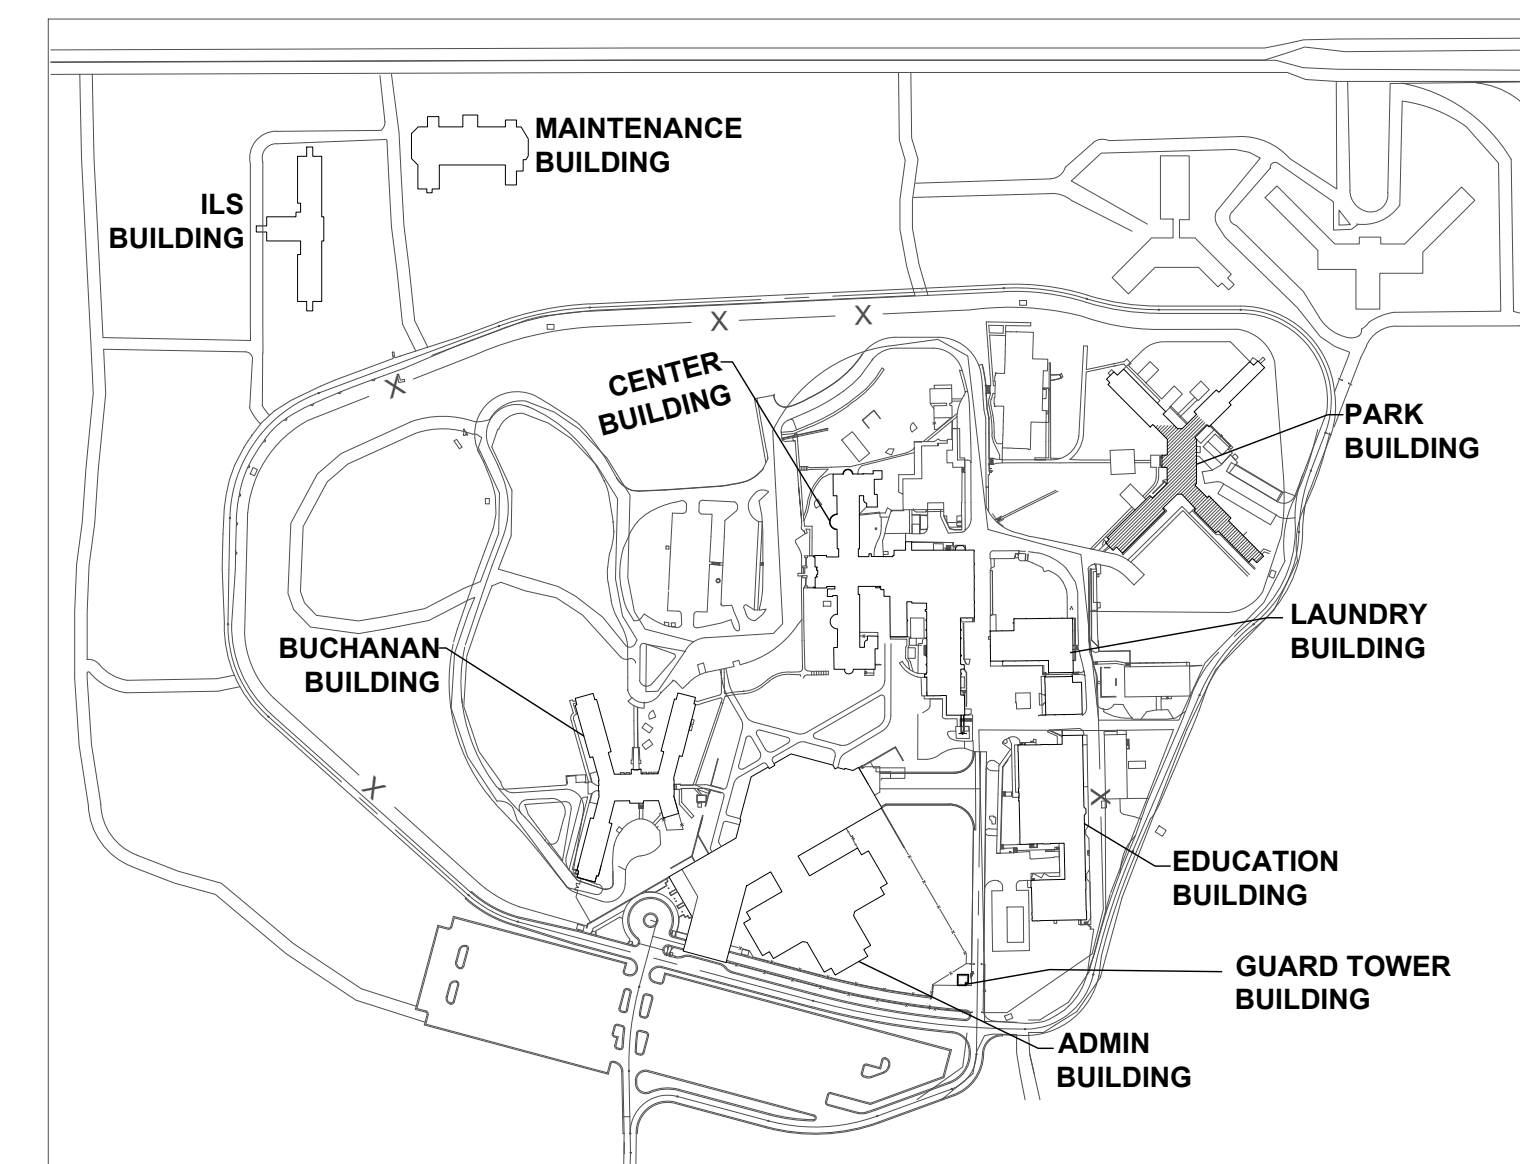 MAINTENANCE
BUILDING
ILS
BUILDING
X
X
CENTER
BUILDING
X
PARK
BUILDING
LAUNDRY
BUILDING
BUCHANAN
BUILDING
X
X
EDUCATION
BUILDING
GUARD TOWER
BUILDING
ADMIN
BUILDING